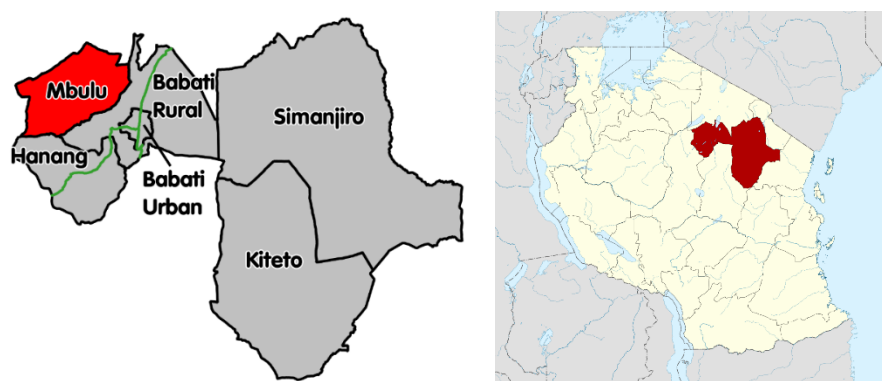 Mbulu
Babati
Rural
Simanjiro
Hanang
Babati
Urban
Kiteto